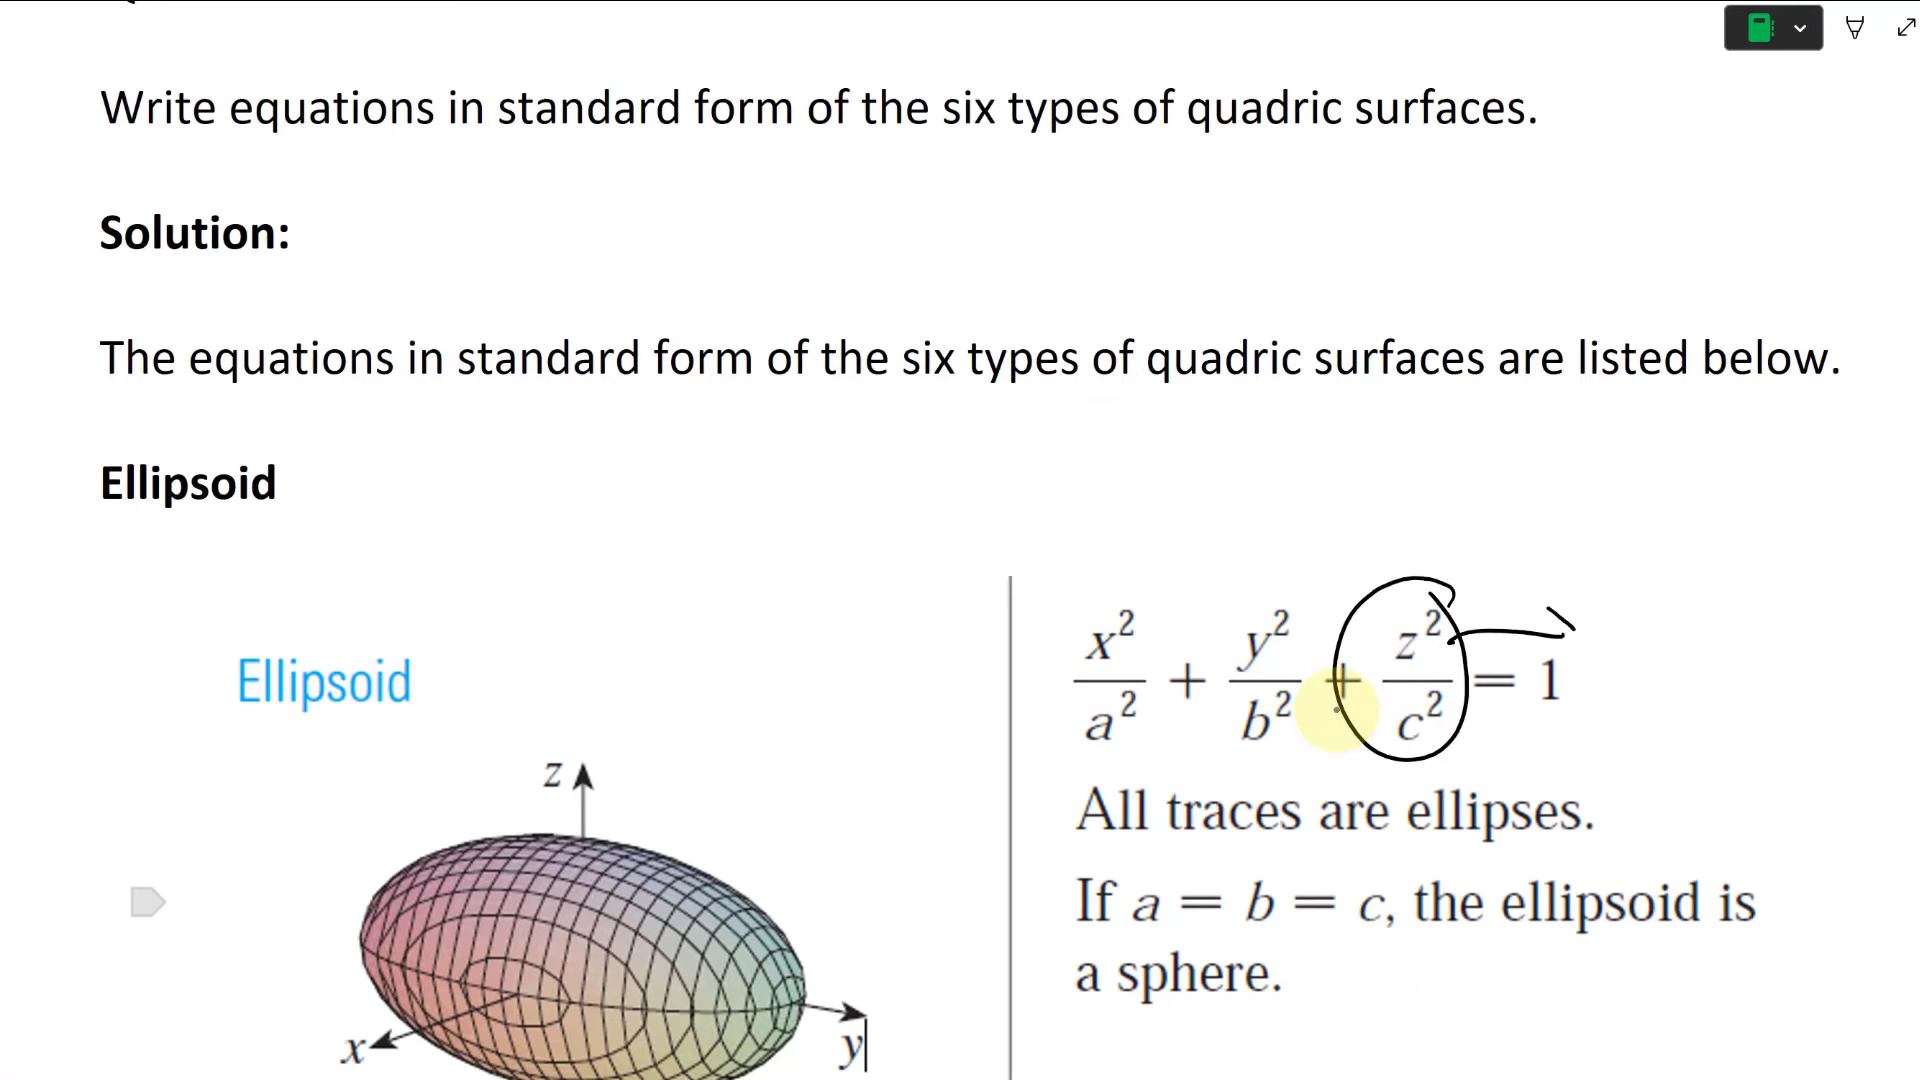 Write equations in standard form of the six types of quadric surfaces.
Solution:
The equations in standard form of the six types of quadric surfaces are listed below.
Ellipsoid
Ellipsoid
x²/a² + y²/b² + z²/c² = 1
All traces are ellipses.
If a = b = c, the ellipsoid is
a sphere.
z
x
y